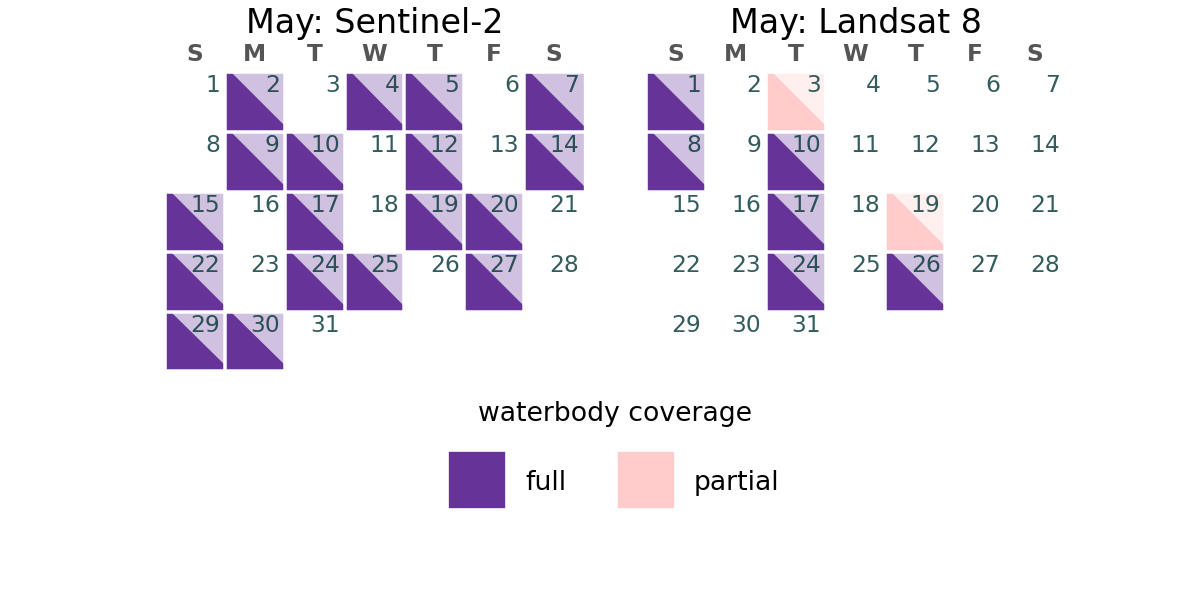 May: Sentinel-2
S M T W T F S
1 2 3 4 5 6 7
8 9 10 11 12 13 14
15 16 17 18 19 20 21
22 23 24 25 26 27 28
29 30 31
May: Landsat 8
S M T W T F S
1 2 3 4 5 6 7
8 9 10 11 12 13 14
15 16 17 18 19 20 21
22 23 24 25 26 27 28
29 30 31
waterbody coverage
full
partial